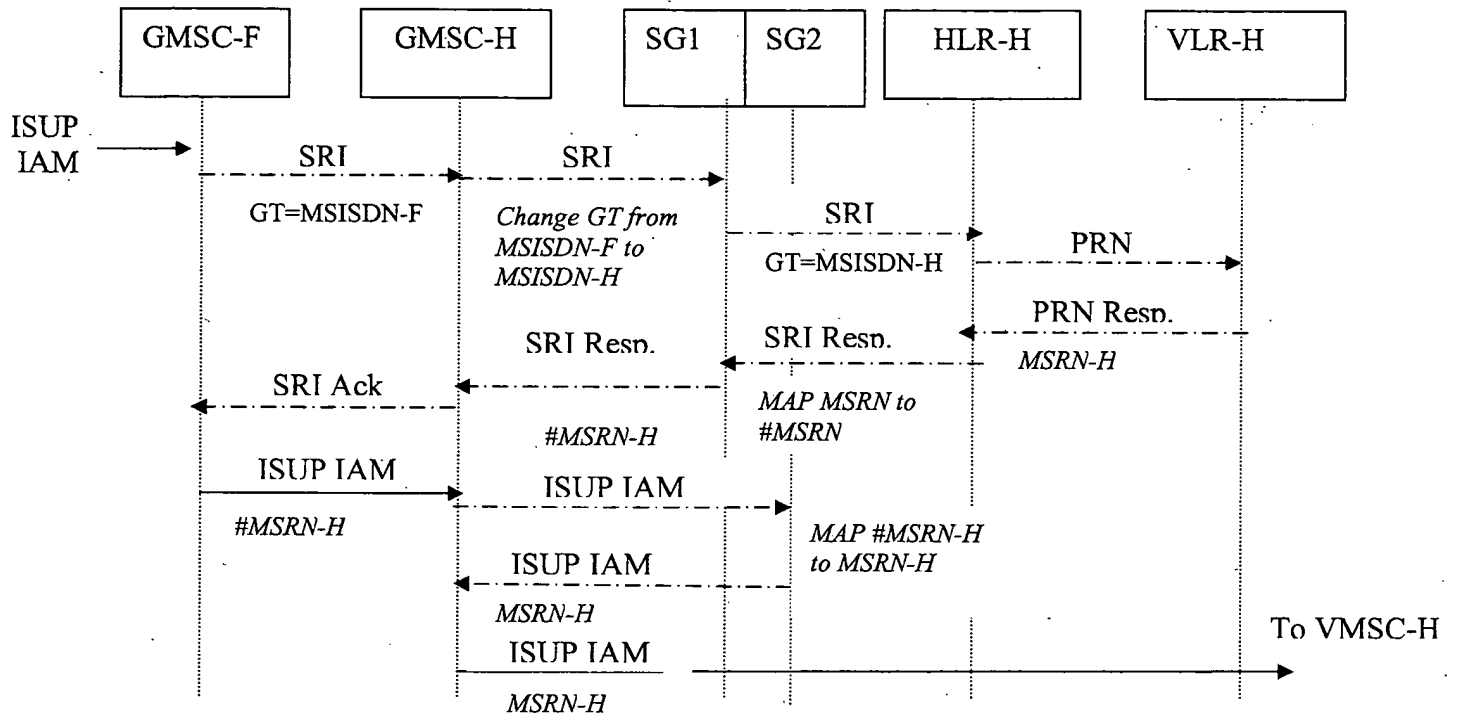 GMSC-F
GMSC-H
SG1
SG2
HLR-H
VLR-H
ISUP
IAM
SRI
SRI
GT=MSISDN-F
Change GT from
MSISDN-F to
MSISDN-H
SRI
GT=MSISDN-H
PRN
PRN Resp.
MSRN-H
SRI Resp.
SRI Resp.
SRI Ack
MAP MSRN to
#MSRN
#MSRN-H
ISUP IAM
#MSRN-H
ISUP IAM
MAP #MSRN-H
to MSRN-H
ISUP IAM
MSRN-H
To VMSC-H
ISUP IAM
MSRN-H